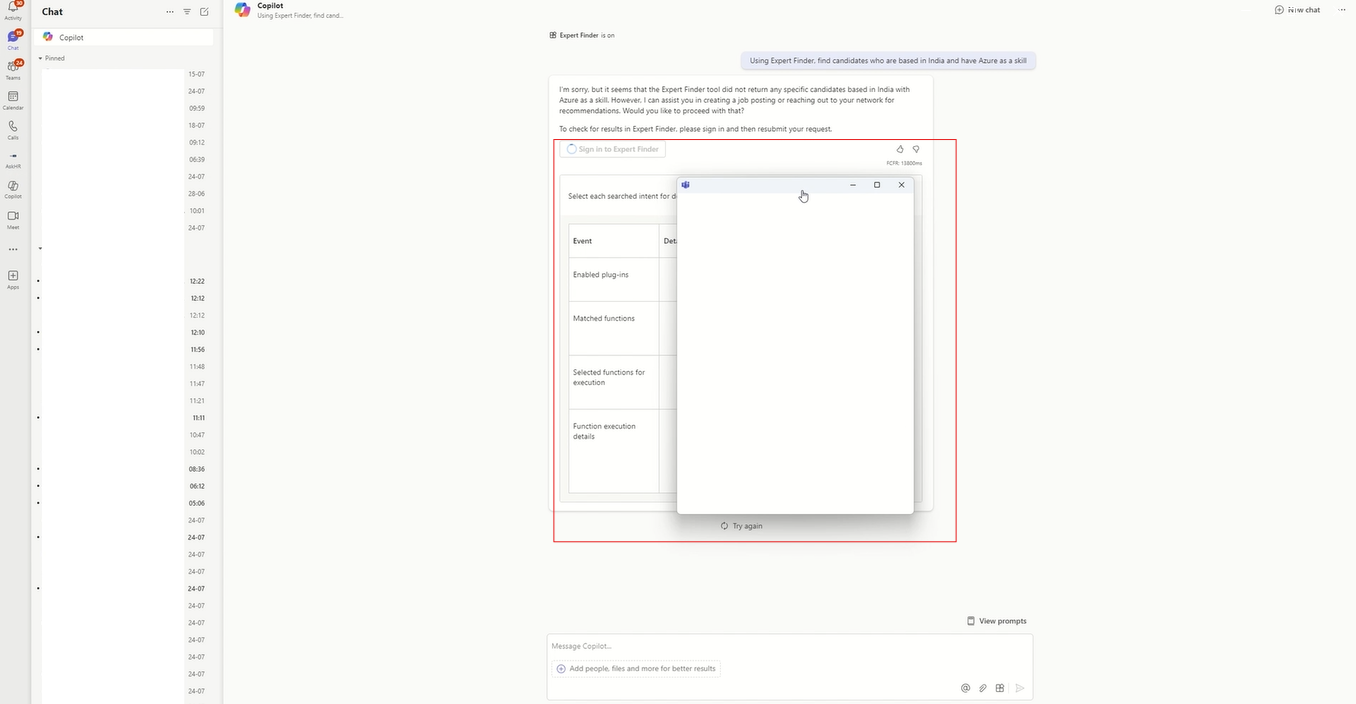 30
Activity
Chat
Copilot
Using Expert Finder, find cand...
New chat
Copilot
Expert Finder is on
19
Chat
Pinned
Using Expert Finder, find candidates who are based in India and have Azure as a skill
24
Teams
15-07
24-07
I'm sorry, but it seems that the Expert Finder tool did not return any specific candidates based in India with
Azure as a skill. However, I can assist you in creating a job posting or reaching out to your network for
recommendations. Would you like to proceed with that?
Calendar
09:59
18-07
To check for results in Expert Finder, please sign in and then resubmit your request.
Calls
09:12
Sign in to Expert Finder
AskHR
06:39
FCFR: 15800ms
24-07
Copilot
28-06
Select each searched intent for de
10:01
Meet
24-07
Event
Deta
Enabled plug-ins
Apps
12:22
12:12
12:12
Matched functions
12:10
11:56
11:48
Selected functions for
execution
11:47
11:21
11:11
Function execution
details
10:47
10:02
08:36
06:12
05:06
24-07
Try again
24-07
24-07
24-07
24-07
24-07
View prompts
24-07
24-07
Message Copilot...
24-07
Add people, files and more for better results
24-07
24-07